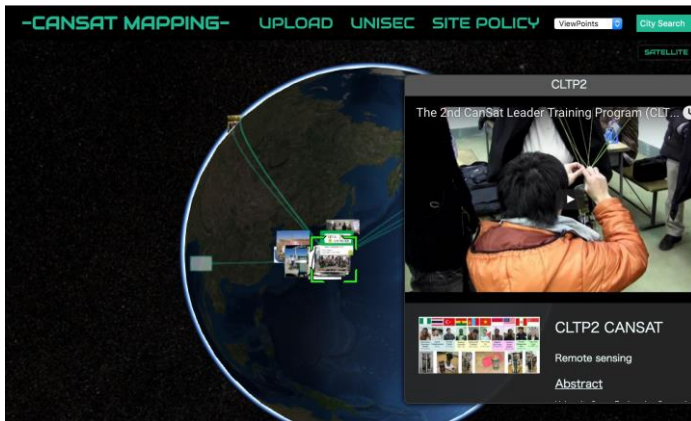 -CANSAT MAPPING-
UPLOAD UNISEC SITE POLICY
ViewPoints
City Search
SATELLITE
CLTP2
The 2nd CanSat Leader Training Program (CLT...
CLTP2 CANSAT
Remote sensing
Abstract